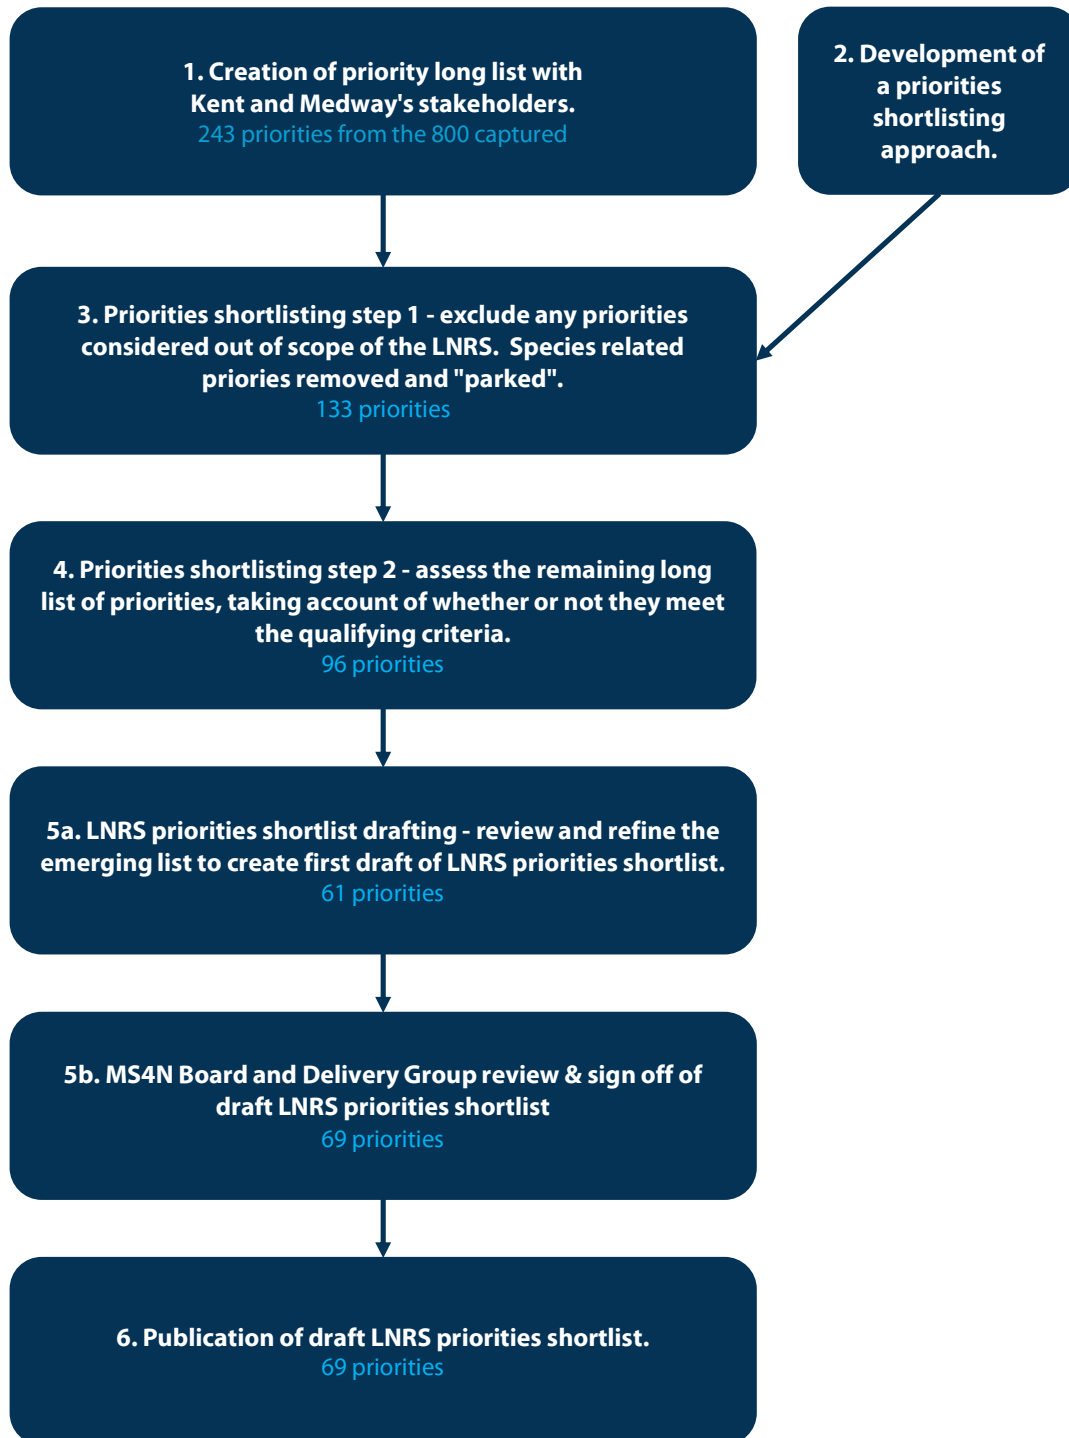 1. Creation of priority long list with
Kent and Medway's stakeholders.
243 priorities from the 800 captured
2. Development of
a priorities
shortlisting
approach.
3. Priorities shortlisting step 1 - exclude any priorities
considered out of scope of the LNRS.  Species related
priories removed and "parked".
133 priorities
4. Priorities shortlisting step 2 - assess the remaining long
list of priorities, taking account of whether or not they meet
the qualifying criteria.
96 priorities
5a. LNRS priorities shortlist drafting - review and refine the
emerging list to create first draft of LNRS priorities shortlist.
61 priorities
5b. MS4N Board and Delivery Group review & sign off of
draft LNRS priorities shortlist
69 priorities
6. Publication of draft LNRS priorities shortlist.
69 priorities